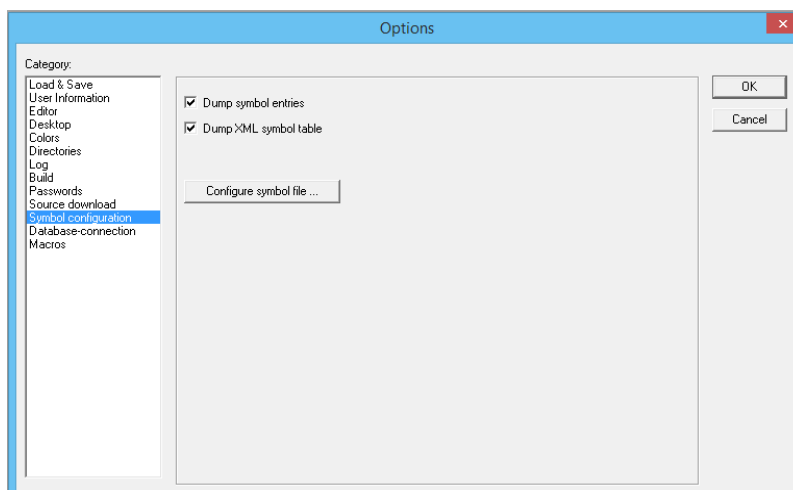 Options
Category:
Load & Save
User Information
Editor
Desktop
Colors
Directories
Log
Build
Passwords
Source download
Symbol configuration
Database-connection
Macros
Dump symbol entries
Dump XML symbol table
Configure symbol file ...
OK
Cancel